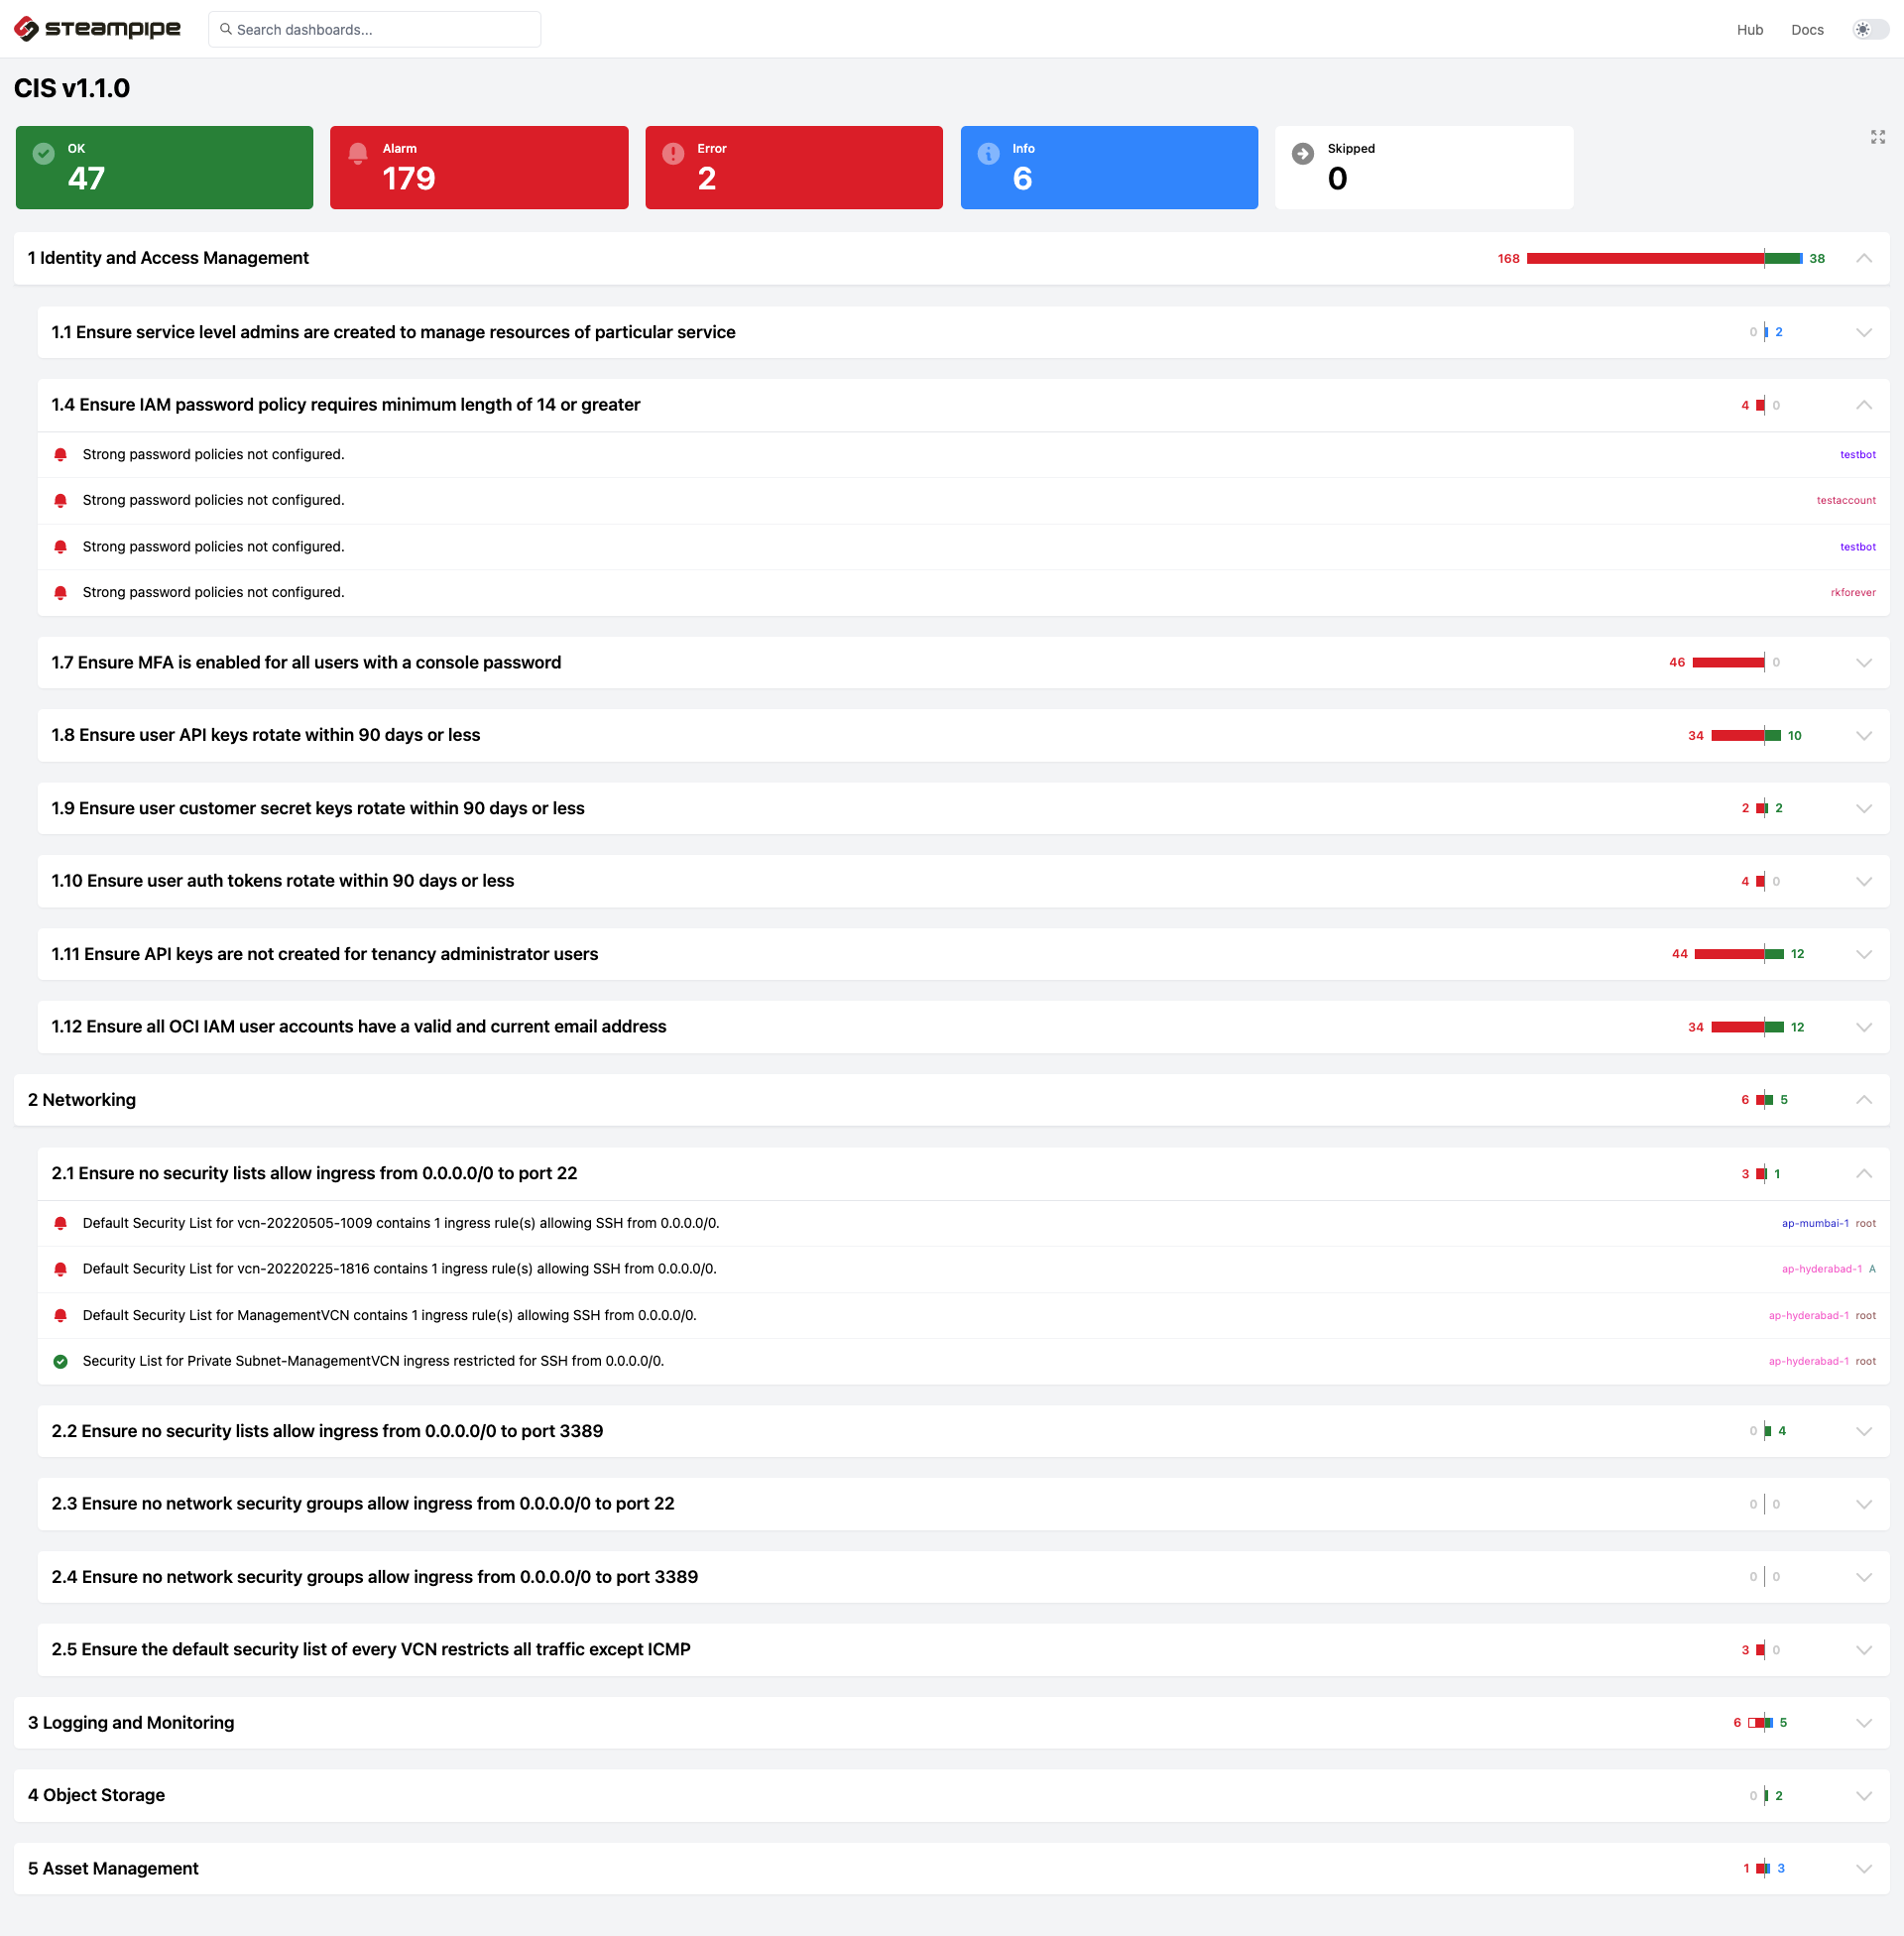 steampipe
Search dashboards...
Hub
Docs
CIS v1.1.0
OK
47
Alarm
179
Error
2
Info
6
Skipped
0
1 Identity and Access Management 168 38
1.1 Ensure service level admins are created to manage resources of particular service 0 2
1.4 Ensure IAM password policy requires minimum length of 14 or greater 4 0
Strong password policies not configured. testbot
Strong password policies not configured. testaccount
Strong password policies not configured. testbot
Strong password policies not configured. rkforever
1.7 Ensure MFA is enabled for all users with a console password 46 0
1.8 Ensure user API keys rotate within 90 days or less 34 10
1.9 Ensure user customer secret keys rotate within 90 days or less 2 2
1.10 Ensure user auth tokens rotate within 90 days or less 4 0
1.11 Ensure API keys are not created for tenancy administrator users 44 12
1.12 Ensure all OCI IAM user accounts have a valid and current email address 34 12
2 Networking 6 5
2.1 Ensure no security lists allow ingress from 0.0.0.0/0 to port 22 3 1
Default Security List for vcn-20220505-1009 contains 1 ingress rule(s) allowing SSH from 0.0.0.0/0. ap-mumbai-1 root
Default Security List for vcn-20220225-1816 contains 1 ingress rule(s) allowing SSH from 0.0.0.0/0. ap-hyderabad-1 A
Default Security List for ManagementVCN contains 1 ingress rule(s) allowing SSH from 0.0.0.0/0. ap-hyderabad-1 root
Security List for Private Subnet-ManagementVCN ingress restricted for SSH from 0.0.0.0/0. ap-hyderabad-1 root
2.2 Ensure no security lists allow ingress from 0.0.0.0/0 to port 3389 0 4
2.3 Ensure no network security groups allow ingress from 0.0.0.0/0 to port 22 0 0
2.4 Ensure no network security groups allow ingress from 0.0.0.0/0 to port 3389 0 0
2.5 Ensure the default security list of every VCN restricts all traffic except ICMP 3 0
3 Logging and Monitoring 6 5
4 Object Storage 0 2
5 Asset Management 1 3